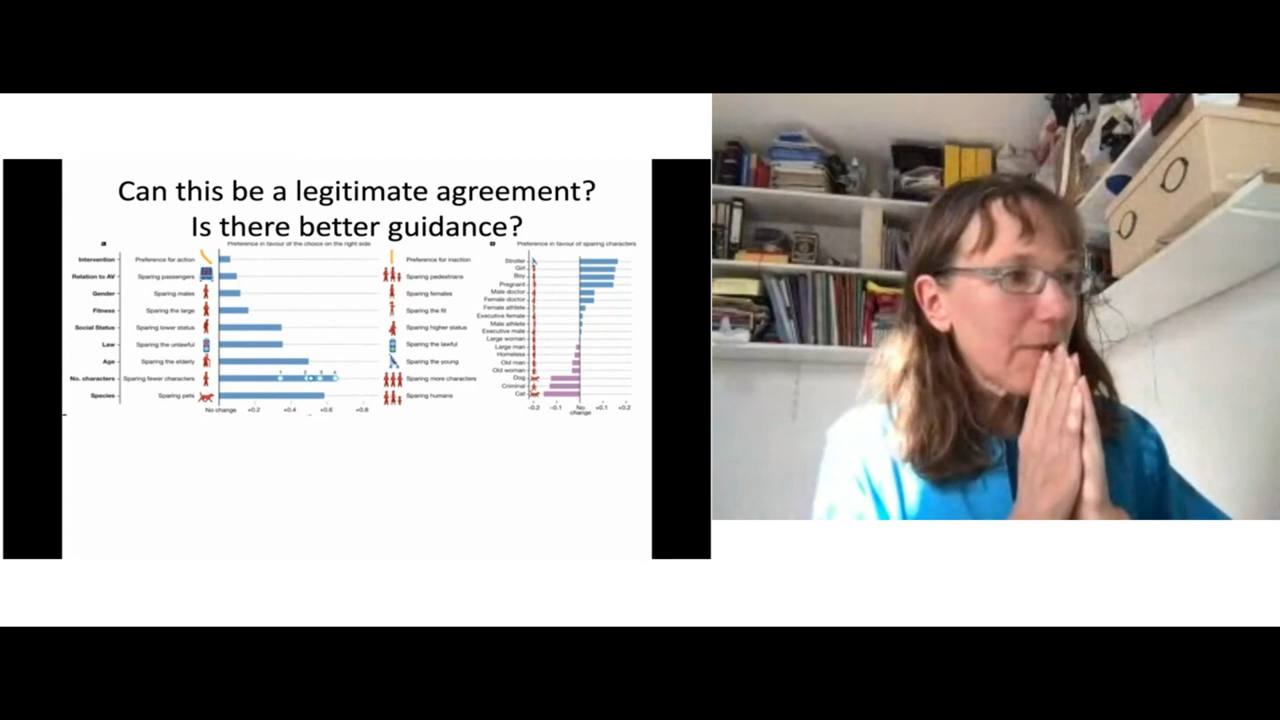 Can this be a legitimate agreement?
Is there better guidance?
a
Preference in favour of the choice on the right side
Intervention Preference for action Preference for inaction
Relation to AV Sparing passengers Sparing pedestrians
Gender Sparing males Sparing females
Fitness Sparing the large Sparing the fit
Social Status Sparing lower status Sparing higher status
Law Sparing the unlawful Sparing the lawful
Age Sparing the elderly Sparing the young
No. characters Sparing fewer characters 1 2 3 4 Sparing more characters
Species Sparing pets Sparing humans
No change +0.2 +0.4 +0.6 +0.8
Preference in favour of sparing characters
Stroller
Girl
Boy
Pregnant
Male doctor
Female doctor
Female athlete
Executive female
Male athlete
Executive male
Large woman
Large man
Homeless
Old man
Old woman
Dog
Criminal
Cat
−0.2 −0.1 No +0.1 +0.2
change